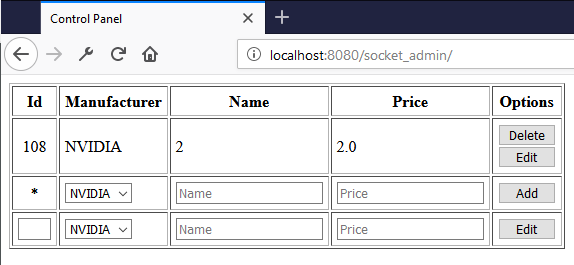 Control Panel
localhost:8080/socket_admin/
Id Manufacturer Name Price Options
108 NVIDIA 2 2.0 Delete
Edit
* NVIDIA Name Price Add
NVIDIA Name Price Edit